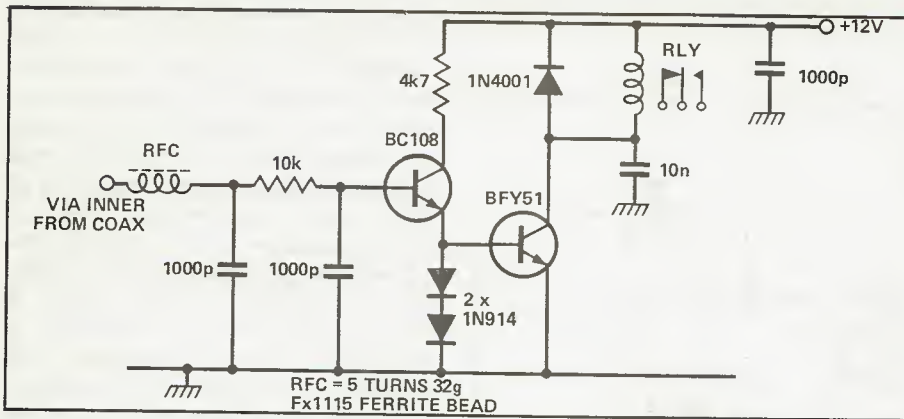 +12V
RLY
1000p
4k7
1N4001
BC108
RFC
10k
10n
BFY51
VIA INNER
FROM COAX
1000p
1000p
2 x
1N914
RFC = 5 TURNS 32g
Fx1115 FERRITE BEAD